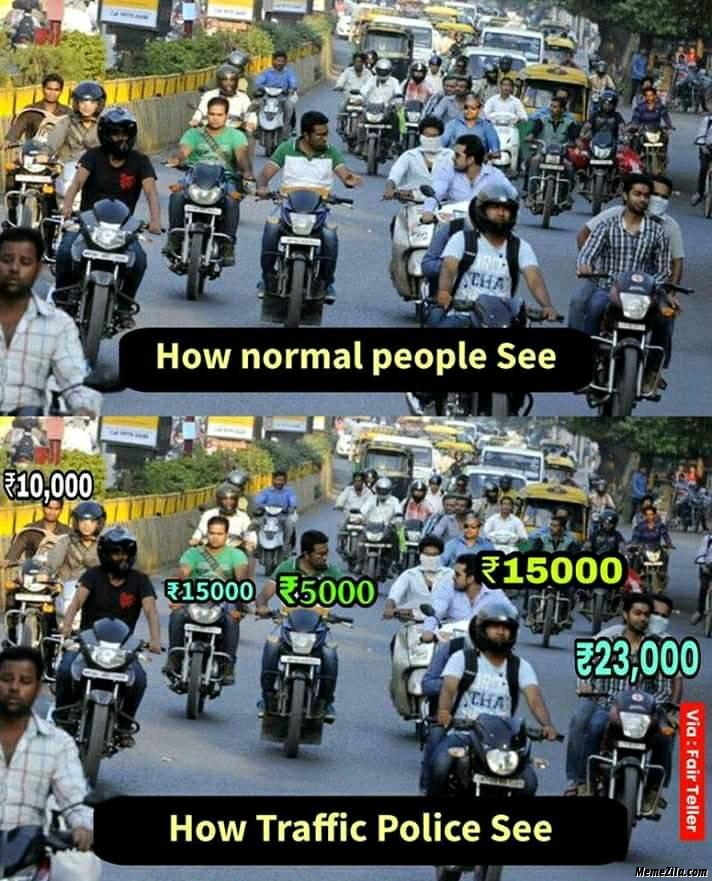 How normal people See
₹10,000
₹15000
₹5000
₹15000
₹23,000
Via : Fair Teller
How Traffic Police See
MemeZila.com